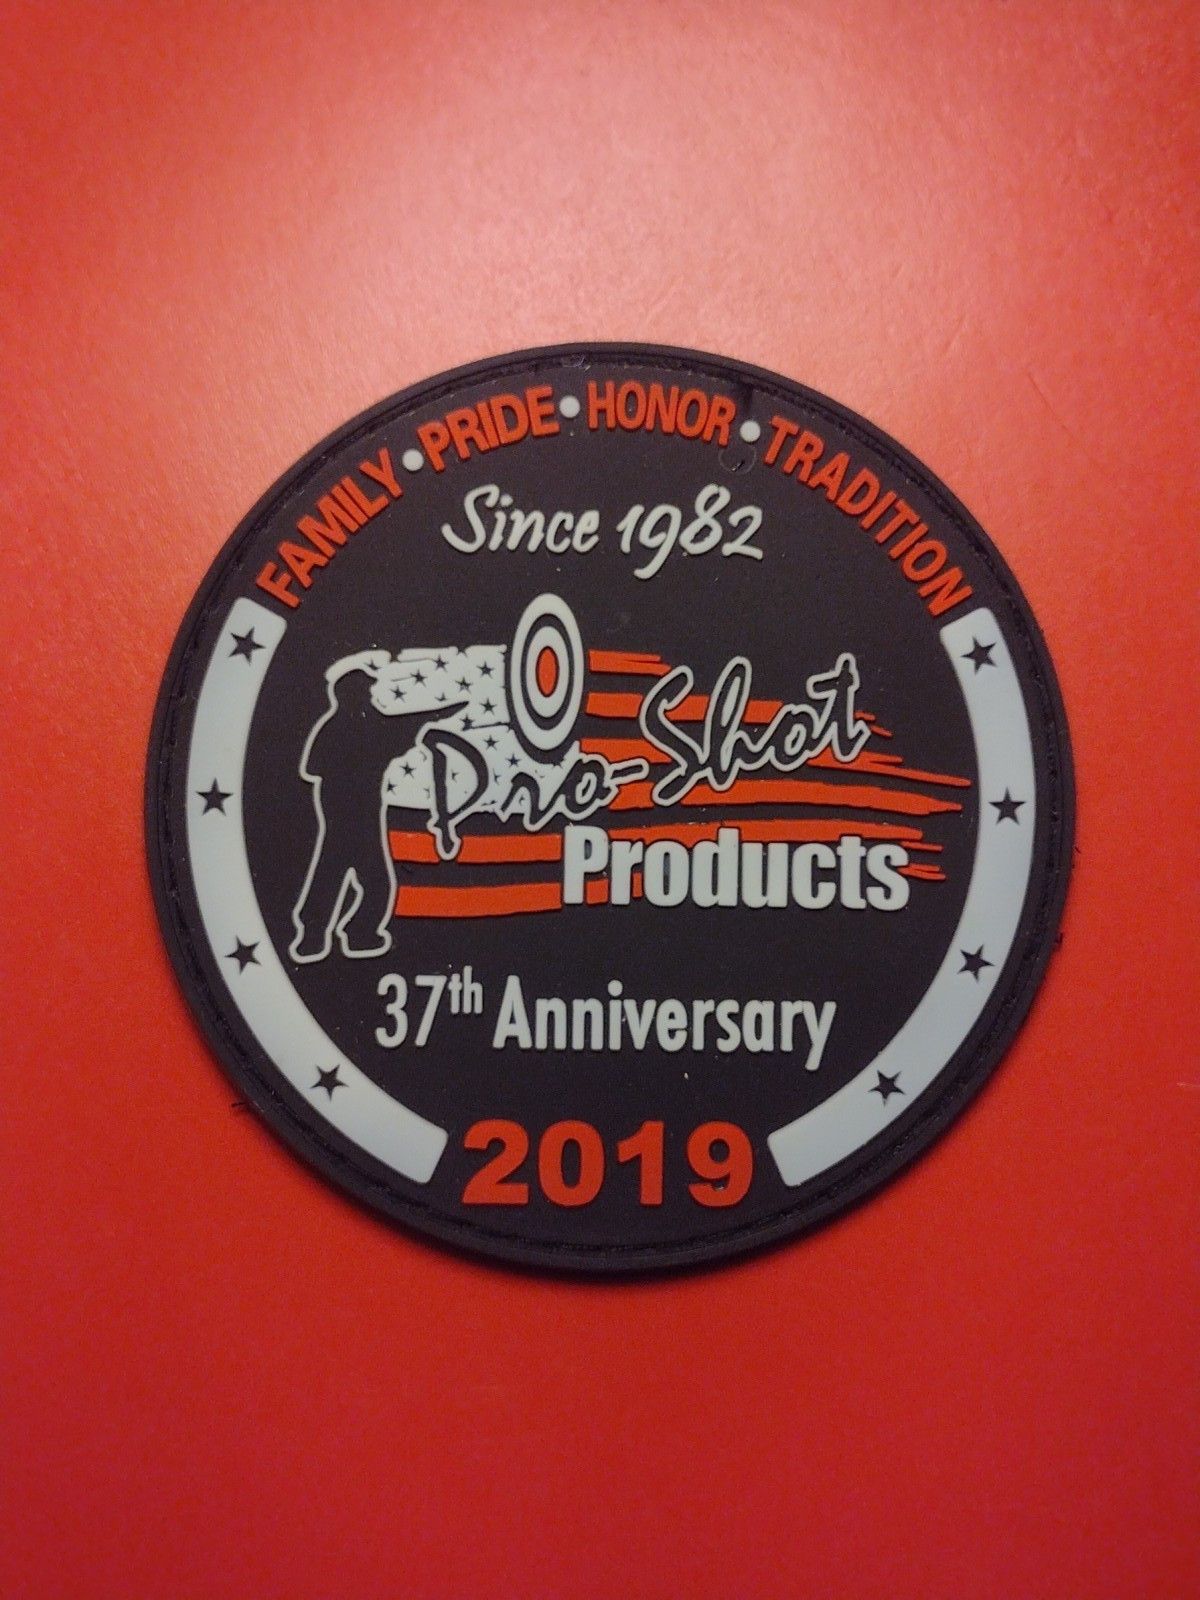 FAMILY•PRIDE•HONOR•TRADITION
Since 1982
Pro-Shot
Products
37th Anniversary
2019